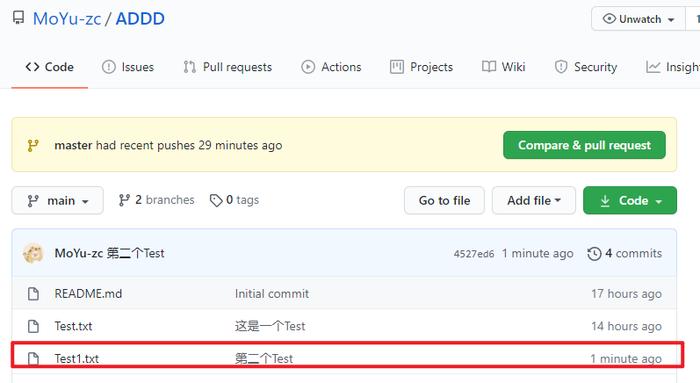 MoYu-zc / ADDD
Unwatch
Code Issues Pull requests Actions Projects Wiki Security
master had recent pushes 29 minutes ago Compare & pull request
main 2 branches 0 tags Go to file Add file Code
MoYu-zc 第二个Test 4527ed6 1 minute ago 4 commits
README.md Initial commit 17 hours ago
Test.txt 这是一个Test 14 hours ago
Test1.txt 第二个Test 1 minute ago